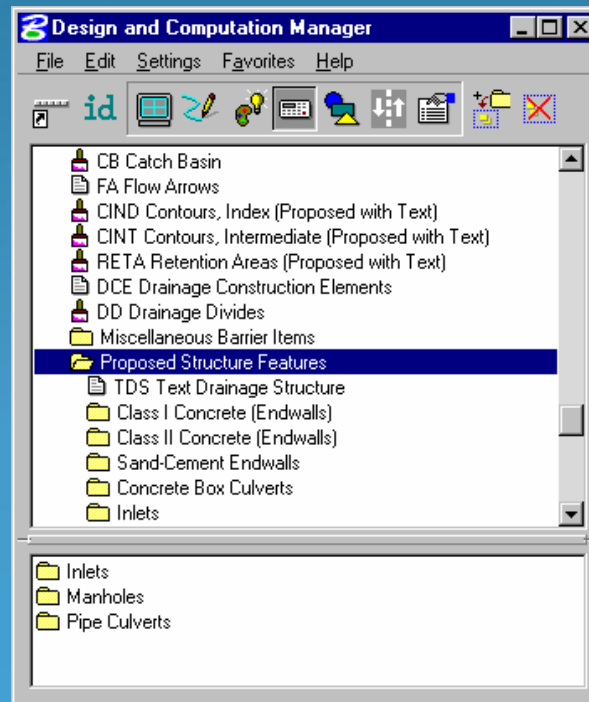 Design and Computation Manager
File Edit Settings Favorites Help
id
CB Catch Basin
FA Flow Arrows
CIND Contours, Index (Proposed with Text)
CINT Contours, Intermediate (Proposed with Text)
RETA Retention Areas (Proposed with Text)
DCE Drainage Construction Elements
DD Drainage Divides
Miscellaneous Barrier Items
Proposed Structure Features
TDS Text Drainage Structure
Class I Concrete (Endwalls)
Class II Concrete (Endwalls)
Sand-Cement Endwalls
Concrete Box Culverts
Inlets
Inlets
Manholes
Pipe Culverts